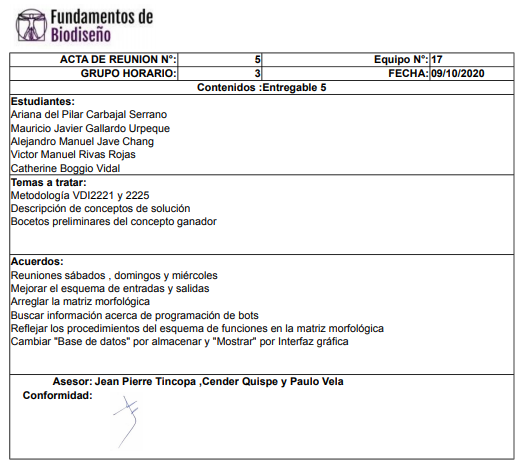 Fundamentos de
Biodiseño
ACTA DE REUNION N°: 5 Equipo N°: 17
GRUPO HORARIO: 3 FECHA: 09/10/2020
Contenidos :Entregable 5
Estudiantes:
Ariana del Pilar Carbajal Serrano
Mauricio Javier Gallardo Urpeque
Alejandro Manuel Jave Chang
Victor Manuel Rivas Rojas
Catherine Boggio Vidal
Temas a tratar:
Metodología VDI2221 y 2225
Descripción de conceptos de solución
Bocetos preliminares del concepto ganador
Acuerdos:
Reuniones sábados , domingos y miércoles
Mejorar el esquema de entradas y salidas
Arreglar la matriz morfológica
Buscar información acerca de programación de bots
Reflejar los procedimientos del esquema de funciones en la matriz morfológica
Cambiar "Base de datos" por almacenar y "Mostrar" por Interfaz gráfica
Asesor: Jean Pierre Tincopa ,Cender Quispe y Paulo Vela
Conformidad: